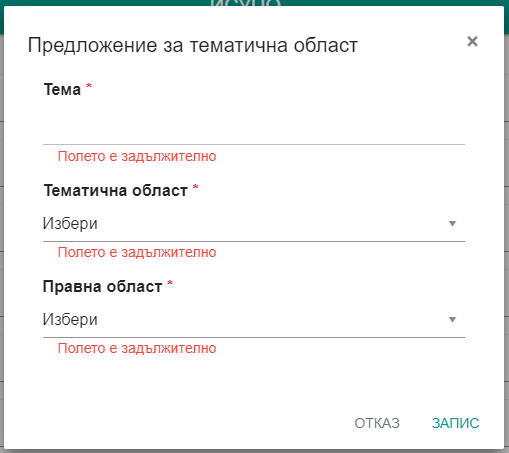 Предложение за тематична област ×
Тема *
Полето е задължително
Тематична област *
Избери
Полето е задължително
Правна област *
Избери
Полето е задължително
ОТКАЗ ЗАПИС